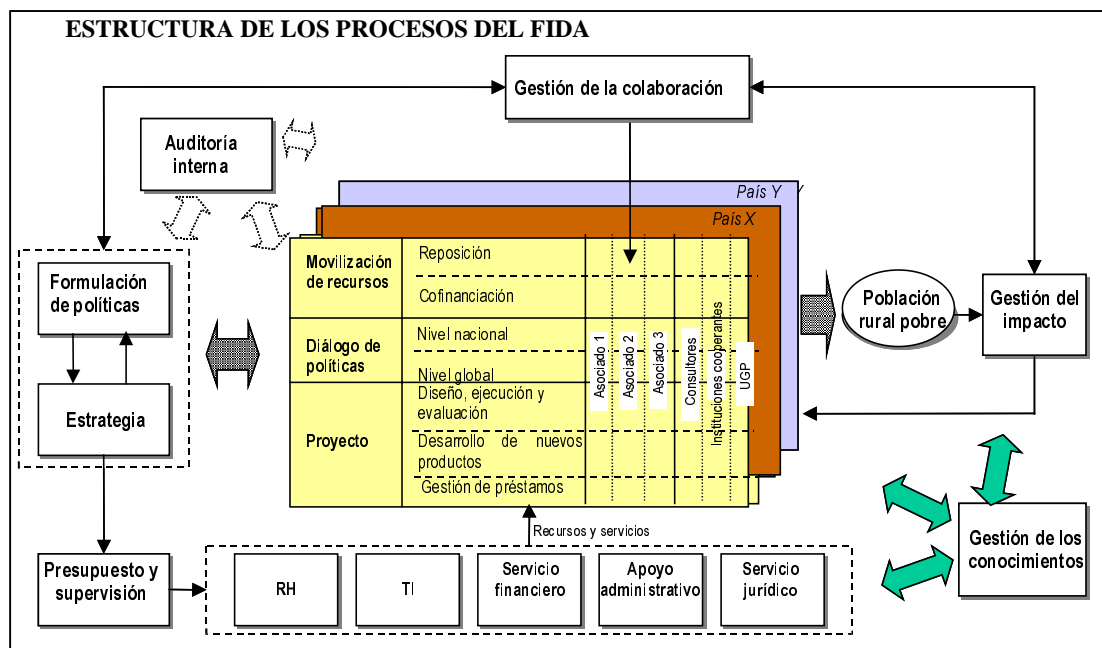 ESTRUCTURA DE LOS PROCESOS DEL FIDA
Gestión de la colaboración
Auditoría
interna
País Y
País X
Formulación
de políticas
Estrategia
Movilización
de recursos
Reposición
Cofinanciación
Diálogo de
políticas
Nivel nacional
Nivel global
Proyecto
Diseño, ejecución y
evaluación
Desarrollo de nuevos
productos
Gestión de préstamos
Asociado 1
Asociado 2
Asociado 3
Consultores
Instituciones cooperantes
UGP
Población
rural pobre
Gestión del
impacto
Recursos y servicios
Presupuesto y
supervisión
RH
TI
Servicio
financiero
Apoyo
administrativo
Servicio
jurídico
Gestión de los
conocimientos